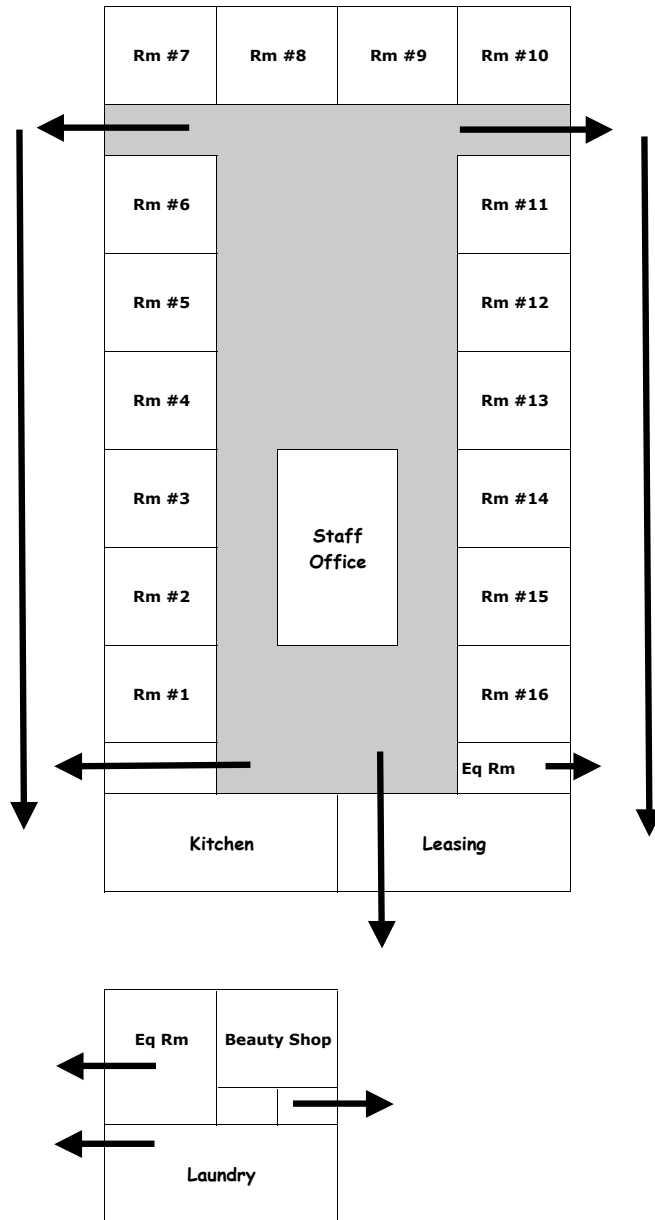 Rm #7 Rm #8 Rm #9 Rm #10
Rm #6 Rm #11
Rm #5 Rm #12
Rm #4 Rm #13
Rm #3 Rm #14
Staff
Office
Rm #2 Rm #15
Rm #1 Rm #16
Eq Rm
Kitchen Leasing
Eq Rm Beauty Shop
Laundry